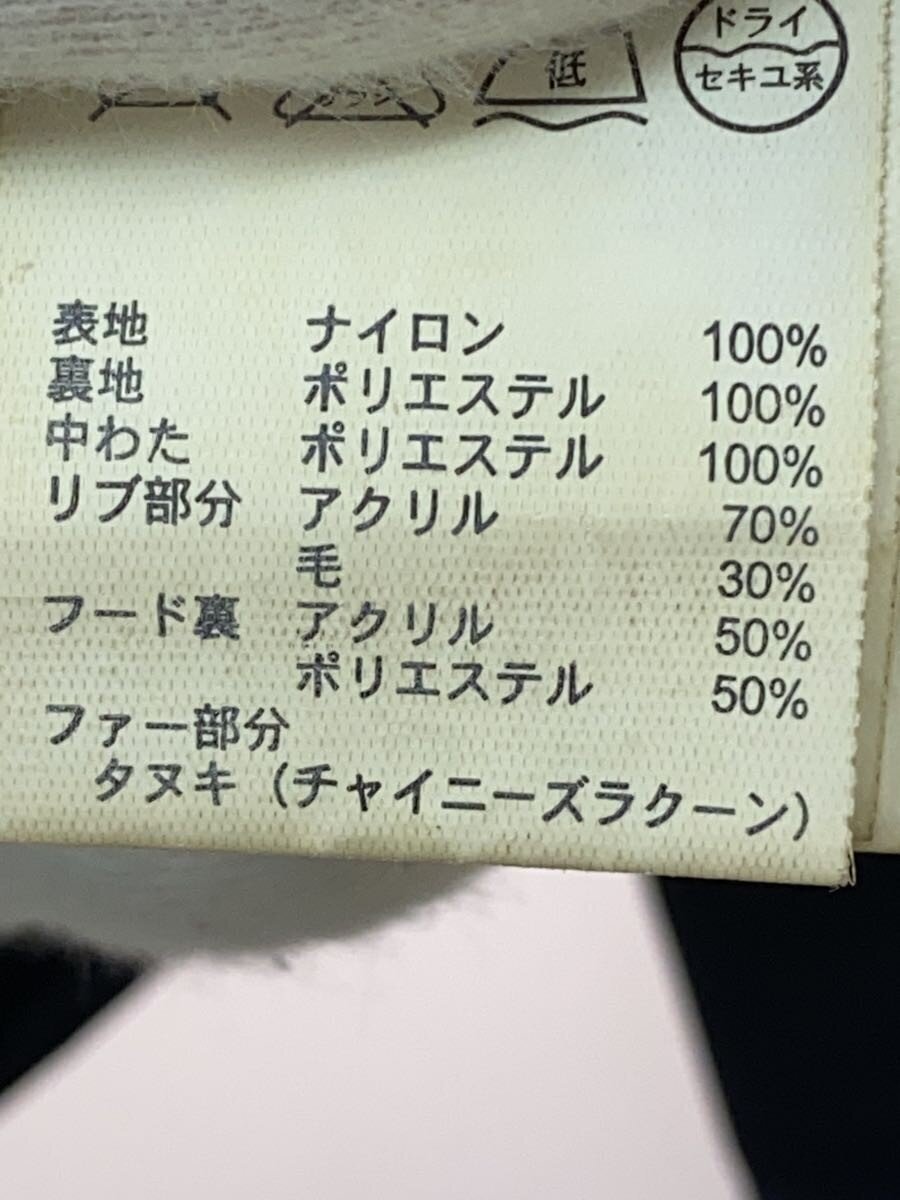 ドライ
セキユ系
低
表地 ナイロン 100%
裏地 ポリエステル 100%
中わた ポリエステル 100%
リブ部分 アクリル 70%
毛 30%
フード裏 アクリル 50%
ポリエステル 50%
ファー部分
タヌキ（チャイニーズラクーン）